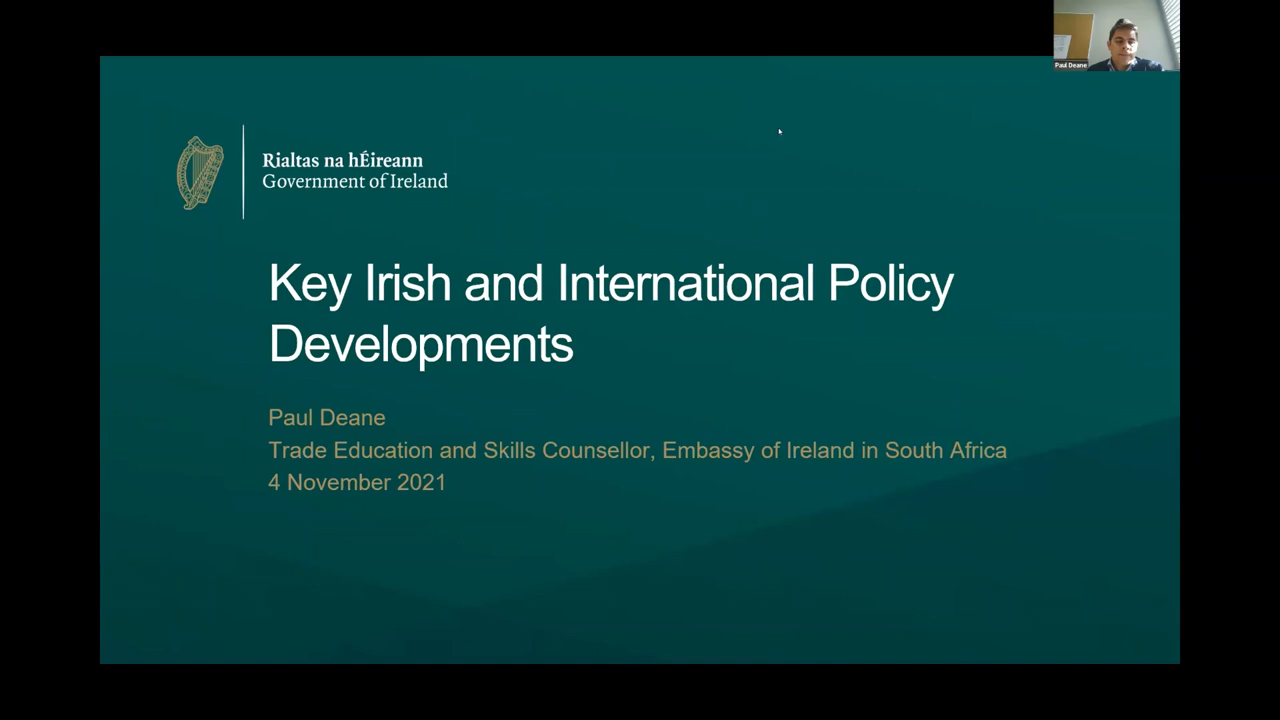 Paul Deane
Rialtas na hÉireann
Government of Ireland
Key Irish and International Policy
Developments
Paul Deane
Trade Education and Skills Counsellor, Embassy of Ireland in South Africa
4 November 2021